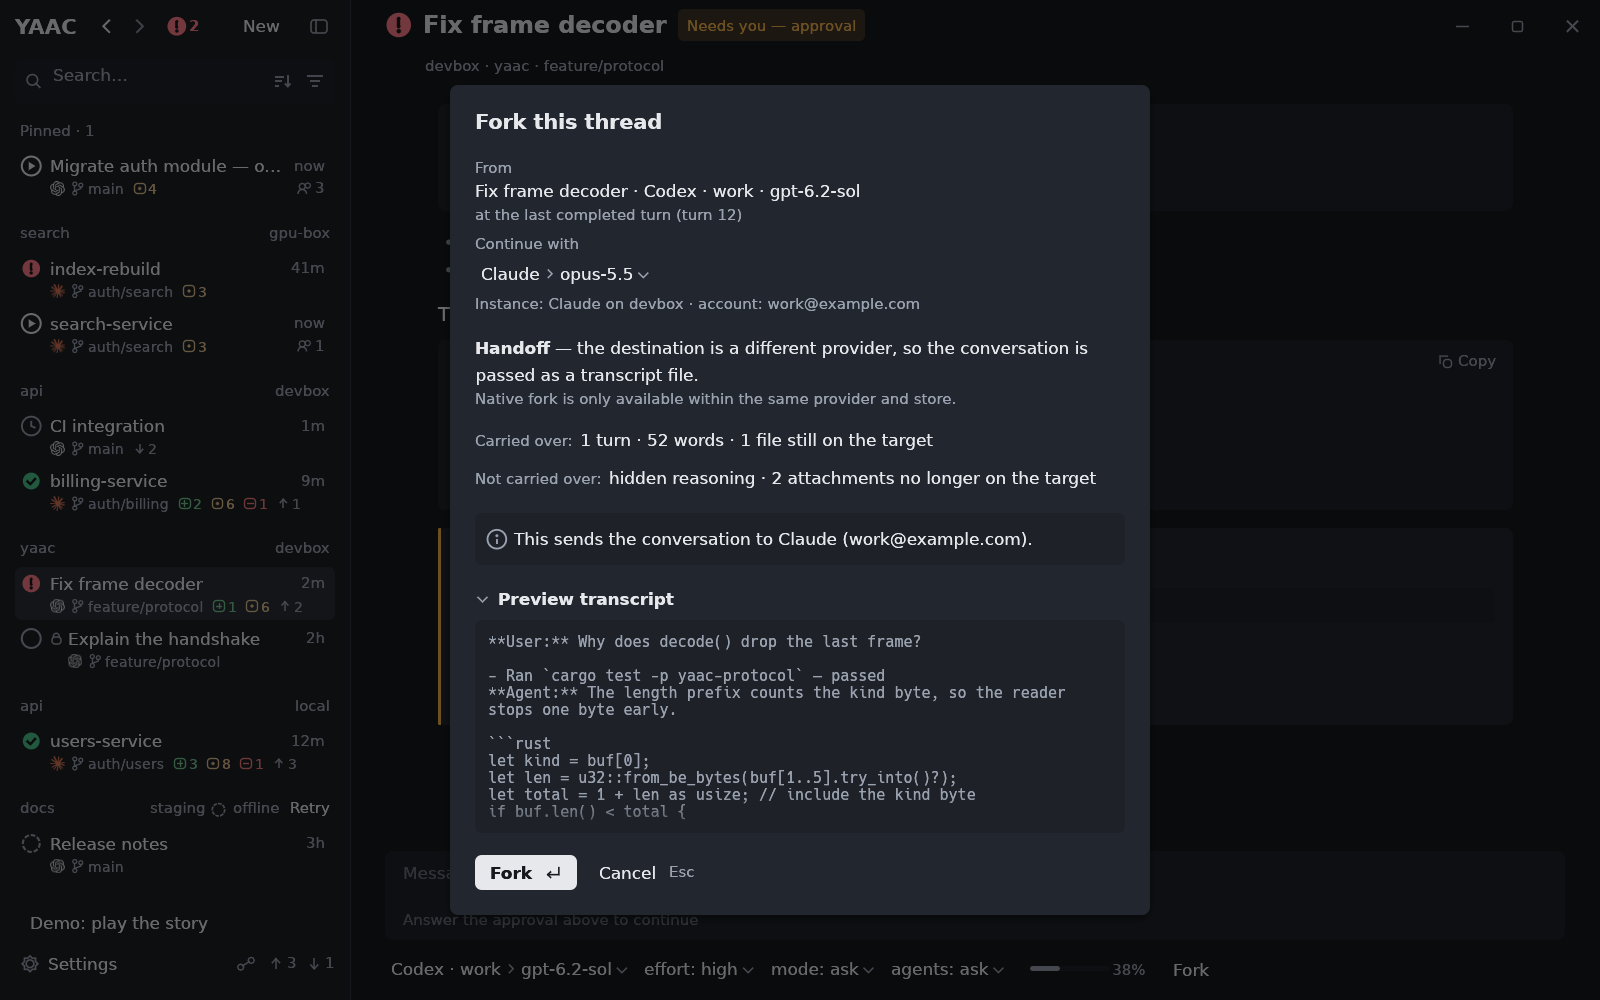 YAAC
2
New
Search...
Pinned · 1
Migrate auth module — o... now
main 4 3
search gpu-box
index-rebuild 41m
auth/search 3
search-service now
auth/search 3 1
api devbox
CI integration 1m
main ↓2
billing-service 9m
auth/billing 2 6 1 ↑1
yaac devbox
Fix frame decoder 2m
feature/protocol 1 6 ↑2
Explain the handshake 2h
feature/protocol
api local
users-service 12m
auth/users 3 8 1 ↑3
docs staging offline Retry
Release notes 3h
main
Demo: play the story
Settings ↑3 ↓1
Fix frame decoder Needs you — approval
devbox · yaac · feature/protocol
T
Copy
Fork this thread
From
Fix frame decoder · Codex · work · gpt-6.2-sol
at the last completed turn (turn 12)
Continue with
Claude > opus-5.5
Instance: Claude on devbox · account: work@example.com
Handoff — the destination is a different provider, so the conversation is
passed as a transcript file.
Native fork is only available within the same provider and store.
Carried over: 1 turn · 52 words · 1 file still on the target
Not carried over: hidden reasoning · 2 attachments no longer on the target
This sends the conversation to Claude (work@example.com).
Preview transcript
**User:** Why does decode() drop the last frame?
- Ran `cargo test -p yaac-protocol` — passed
**Agent:** The length prefix counts the kind byte, so the reader
stops one byte early.
```rust
let kind = buf[0];
let len = u32::from_be_bytes(buf[1..5].try_into()?);
let total = 1 + len as usize; // include the kind byte
if buf.len() < total {
Fork ↵ Cancel Esc
Messa
Answer the approval above to continue
Codex · work > gpt-6.2-sol effort: high mode: ask agents: ask 38% Fork